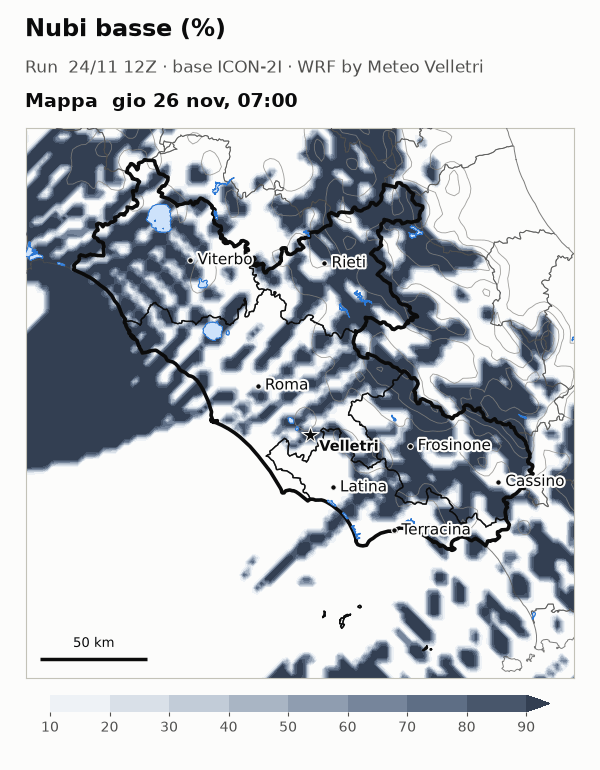 Nubi basse (%)
Run  24/11 12Z · base ICON-2I · WRF by Meteo Velletri
Mappa  gio 26 nov, 07:00
Viterbo
Rieti
Roma
Velletri
Frosinone
Latina
Cassino
Terracina
50 km
10 20 30 40 50 60 70 80 90